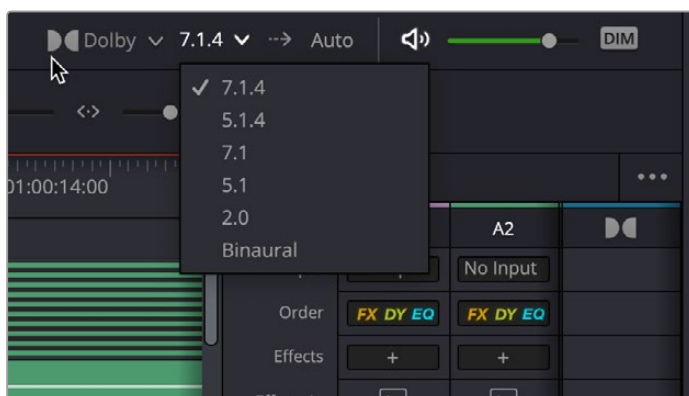 Dolby 7.1.4 Auto DIM
7.1.4
5.1.4
7.1
5.1
2.0
Binaural
01:00:14:00
A2
No Input
Order FX DY EQ FX DY EQ
Effects + +